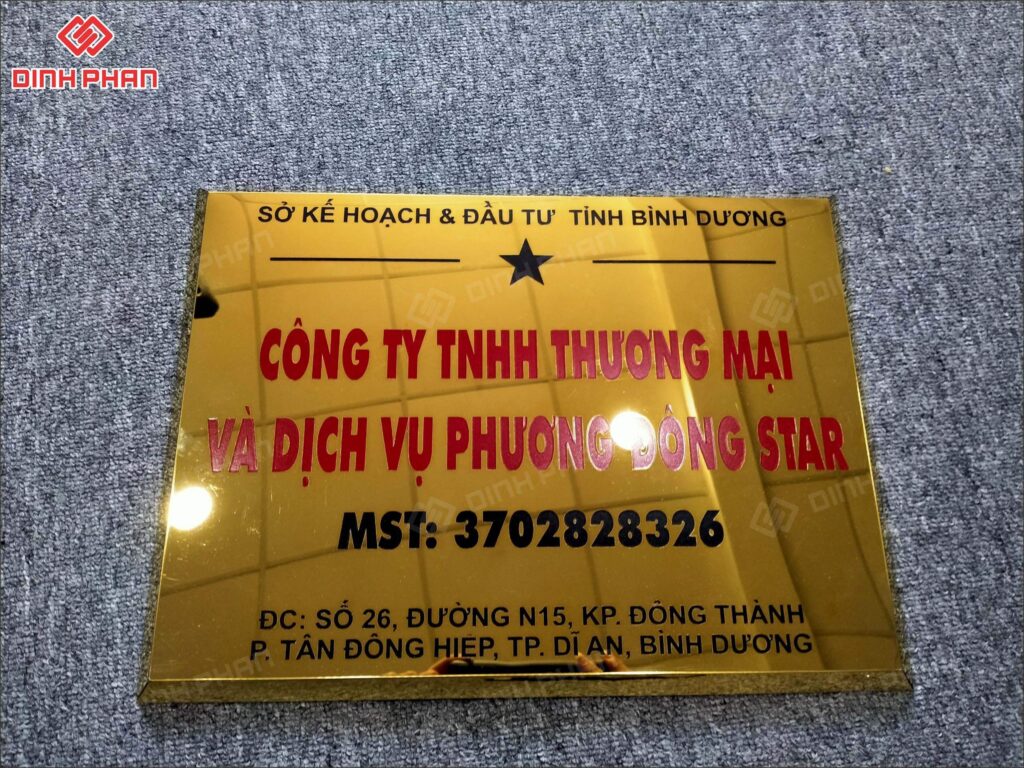 DINH PHAN
SỞ KẾ HOẠCH & ĐẦU TƯ TỈNH BÌNH DƯƠNG
CÔNG TY TNHH THƯƠNG MẠI
VÀ DỊCH VỤ PHƯƠNG ĐÔNG STAR
MST: 3702828326
ĐC: SỐ 26, ĐƯỜNG N15, KP. ĐÔNG THÀNH
P. TÂN ĐÔNG HIỆP, TP. DĨ AN, BÌNH DƯƠNG